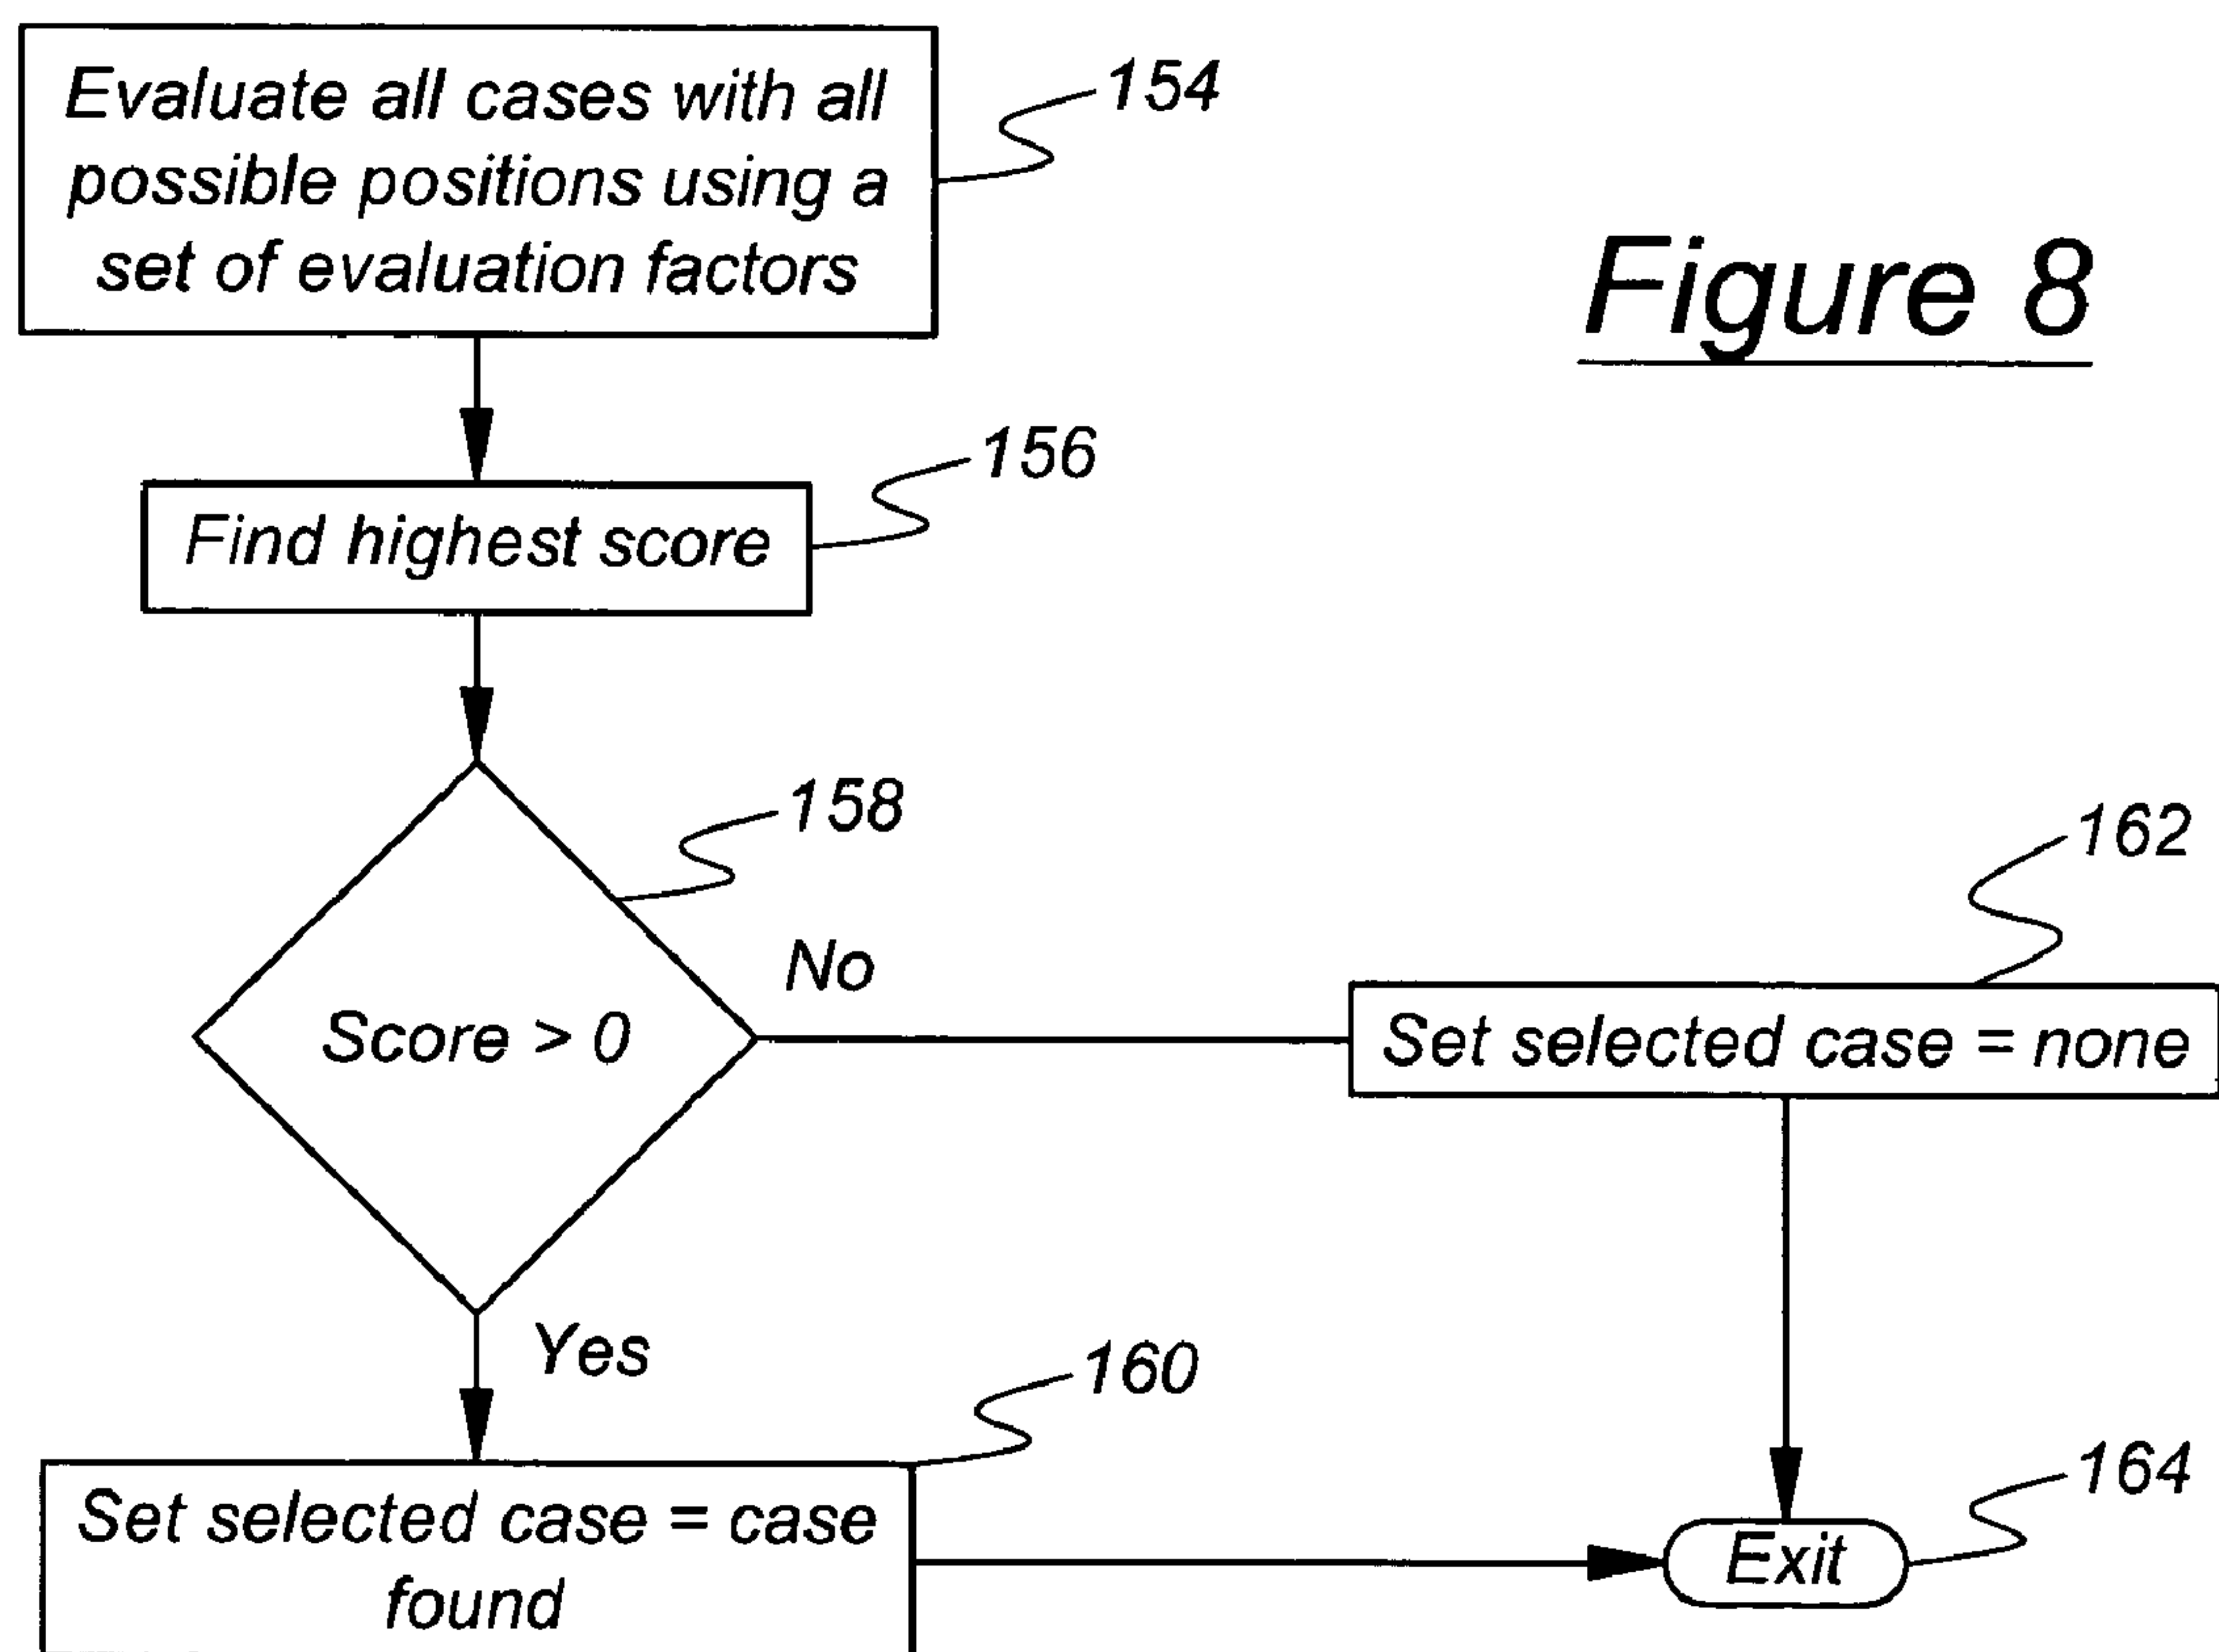 Evaluate all cases with all
possible positions using a
set of evaluation factors
154
Figure 8
Find highest score
156
Score > 0
158
No
Set selected case = none
162
Yes
Set selected case = case
found
160
Exit
164